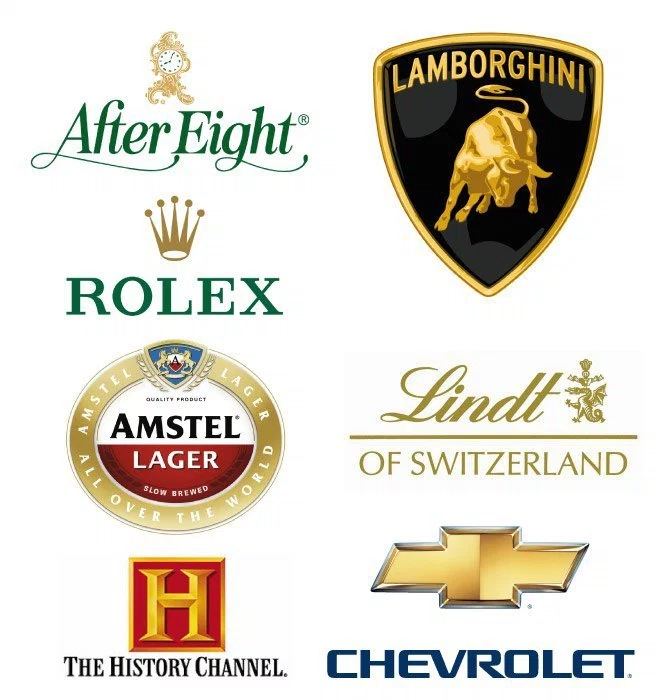 After Eight®
LAMBORGHINI
ROLEX
AMSTEL LAGER
QUALITY PRODUCT
AMSTEL®
LAGER
SLOW BREWED
ALL OVER THE WORLD
Lindt
OF SWITZERLAND
H
THE HISTORY CHANNEL.
®
CHEVROLET®